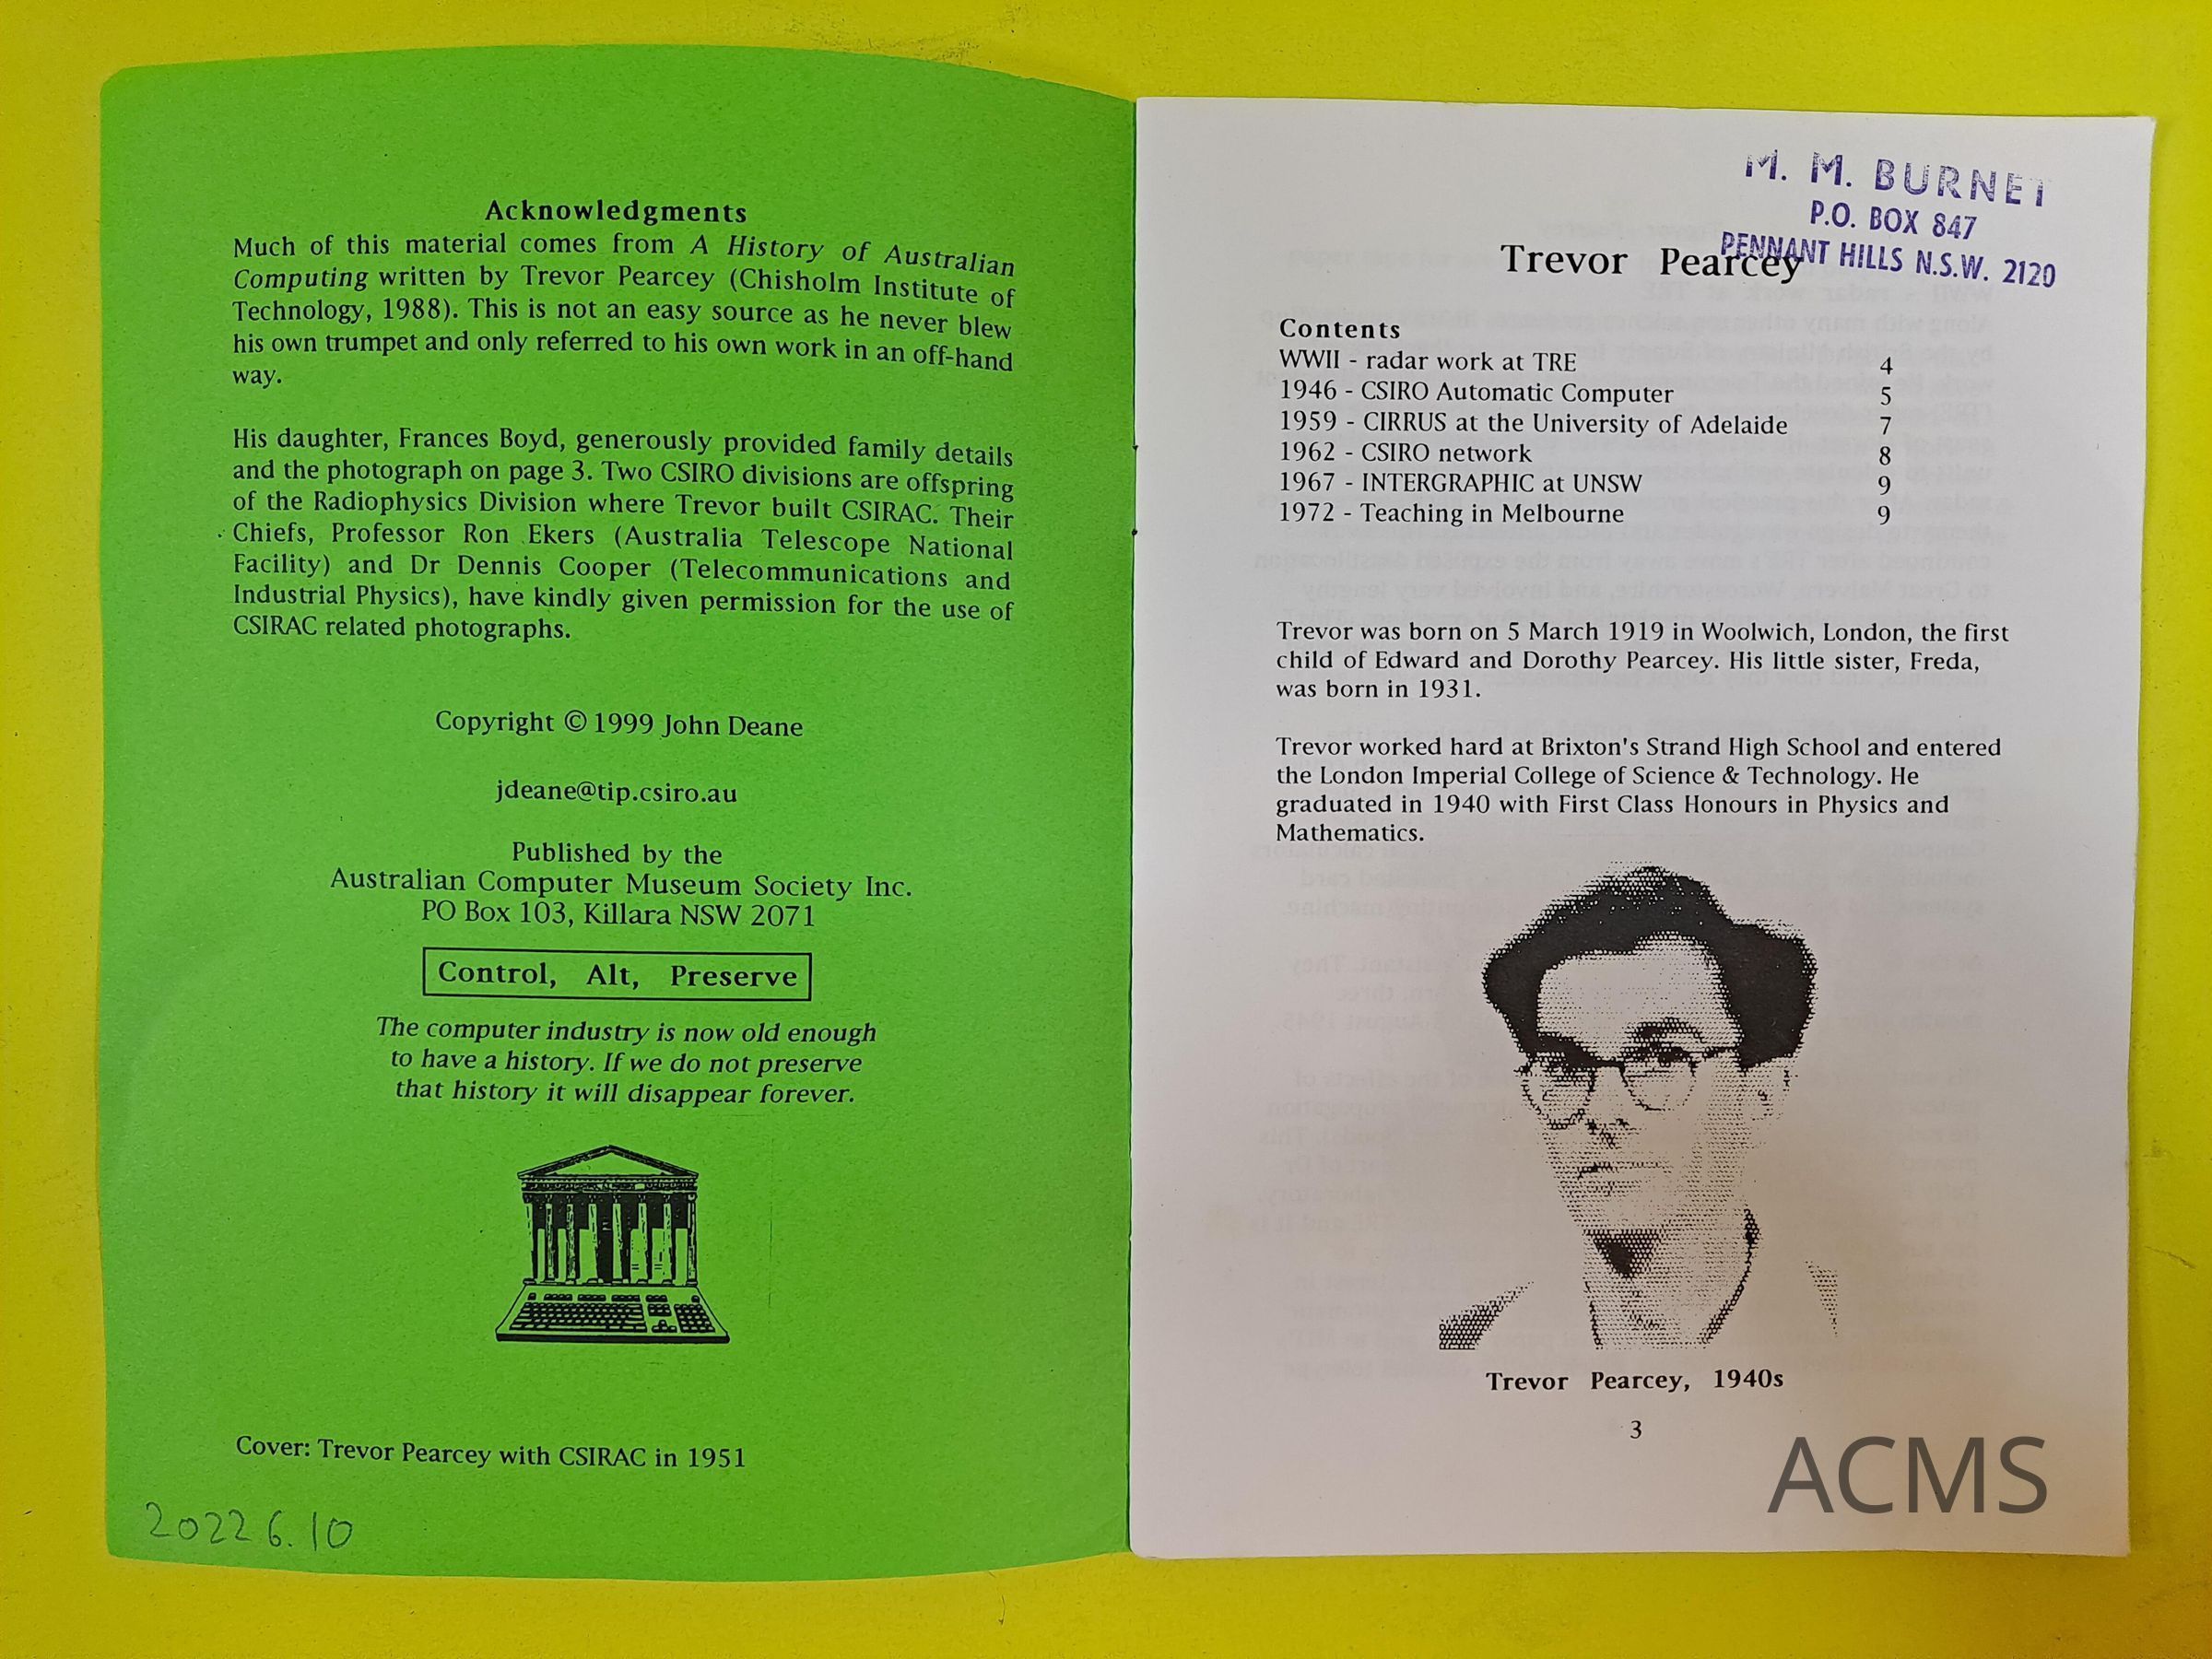 Acknowledgments
Much of this material comes from A History of Australian
Computing written by Trevor Pearcey (Chisholm Institute of
Technology, 1988). This is not an easy source as he never blew
his own trumpet and only referred to his own work in an off-hand
way.
His daughter, Frances Boyd, generously provided family details
and the photograph on page 3. Two CSIRO divisions are offspring
of the Radiophysics Division where Trevor built CSIRAC. Their
Chiefs, Professor Ron Ekers (Australia Telescope National
Facility) and Dr Dennis Cooper (Telecommunications and
Industrial Physics), have kindly given permission for the use of
CSIRAC related photographs.
Copyright © 1999 John Deane
jdeane@tip.csiro.au
Published by the
Australian Computer Museum Society Inc.
PO Box 103, Killara NSW 2071
Control, Alt, Preserve
The computer industry is now old enough
to have a history. If we do not preserve
that history it will disappear forever.
Cover: Trevor Pearcey with CSIRAC in 1951
2022 6.10
M. M. BURNET
P.O. BOX 847
PENNANT HILLS N.S.W. 2120
Trevor Pearcey
Contents
WWII - radar work at TRE 4
1946 - CSIRO Automatic Computer 5
1959 - CIRRUS at the University of Adelaide 7
1962 - CSIRO network 8
1967 - INTERGRAPHIC at UNSW 9
1972 - Teaching in Melbourne 9
Trevor was born on 5 March 1919 in Woolwich, London, the first
child of Edward and Dorothy Pearcey. His little sister, Freda,
was born in 1931.
Trevor worked hard at Brixton's Strand High School and entered
the London Imperial College of Science & Technology. He
graduated in 1940 with First Class Honours in Physics and
Mathematics.
Trevor Pearcey, 1940s
3
ACMS